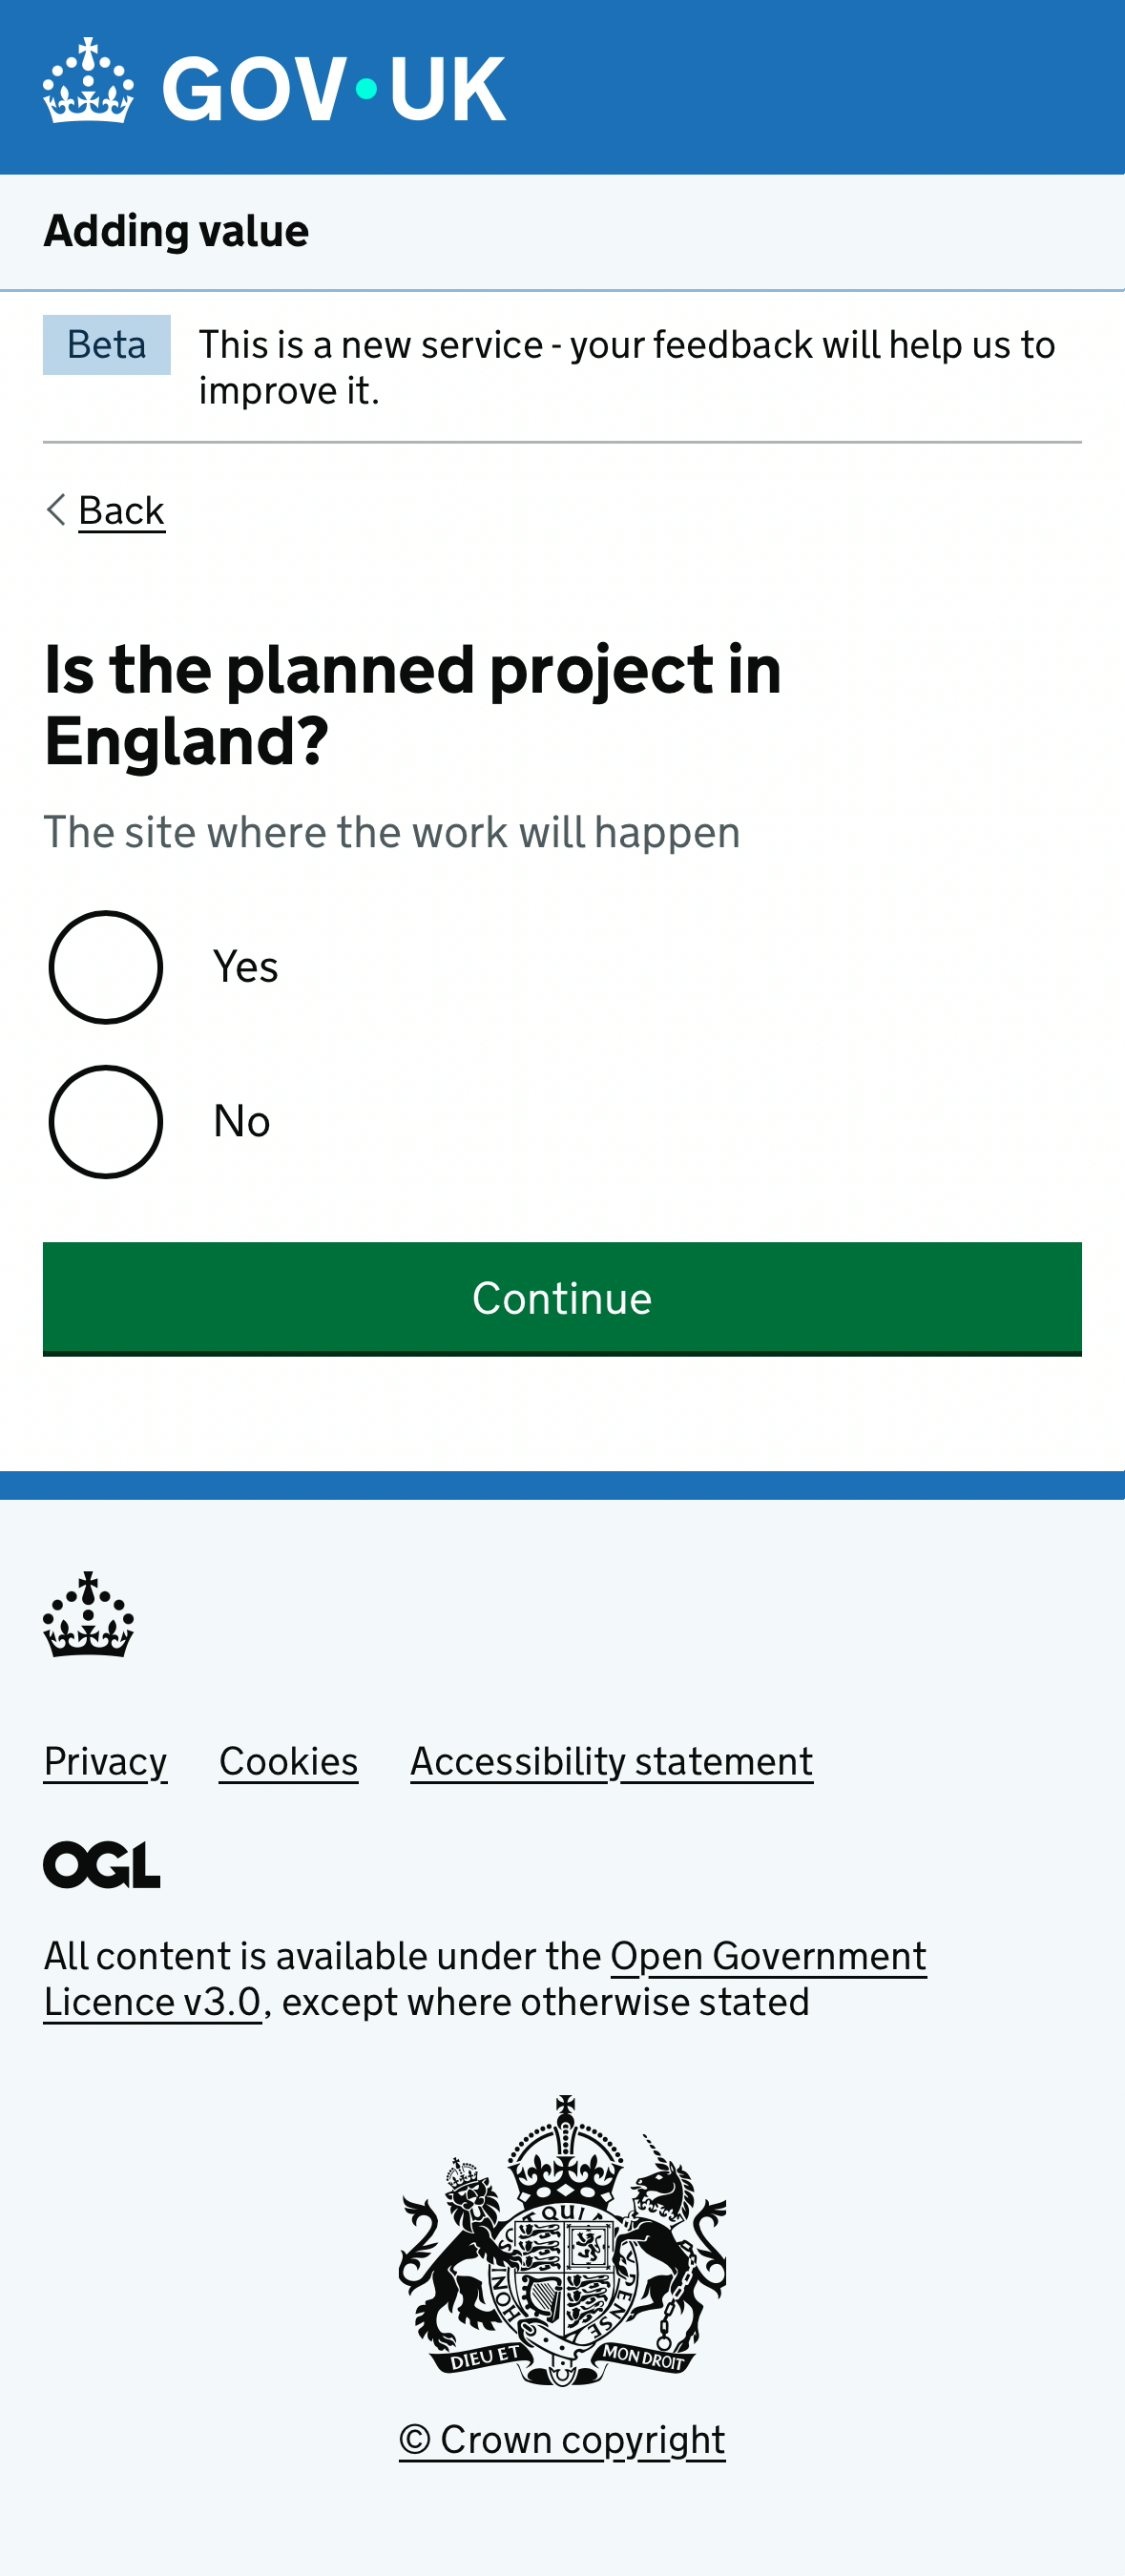 GOV.UK
Adding value
Beta
This is a new service - your feedback will help us to
improve it.
Back
Is the planned project in
England?
The site where the work will happen
Yes
No
Continue
Privacy Cookies Accessibility statement
OGL
All content is available under the Open Government
Licence v3.0, except where otherwise stated
QUI
HONI
PENSE
DIEU ET MON DROIT
© Crown copyright